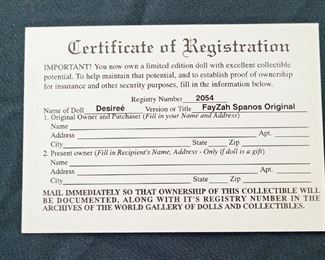 Certificate of Registration
IMPORTANT! You now own a limited edition doll with excellent collectible
potential. To help maintain that potential, and to establish proof of ownership
for insurance and other security purposes, fill in the information below.
Registry Number 2054
Name of Doll Desireé Version or Title FayZah Spanos Original
1. Original Owner and Purchaser (Fill in your Name and Address)
Name
Address Apt.
City State Zip
2. Present owner (Fill in Recipient's Name, Address - Only if doll is a gift)
Name
Address Apt.
City State Zip
MAIL IMMEDIATELY SO THAT OWNERSHIP OF THIS COLLECTIBLE WILL
BE DOCUMENTED, ALONG WITH IT'S REGISTRY NUMBER IN THE
ARCHIVES OF THE WORLD GALLERY OF DOLLS AND COLLECTIBLES.